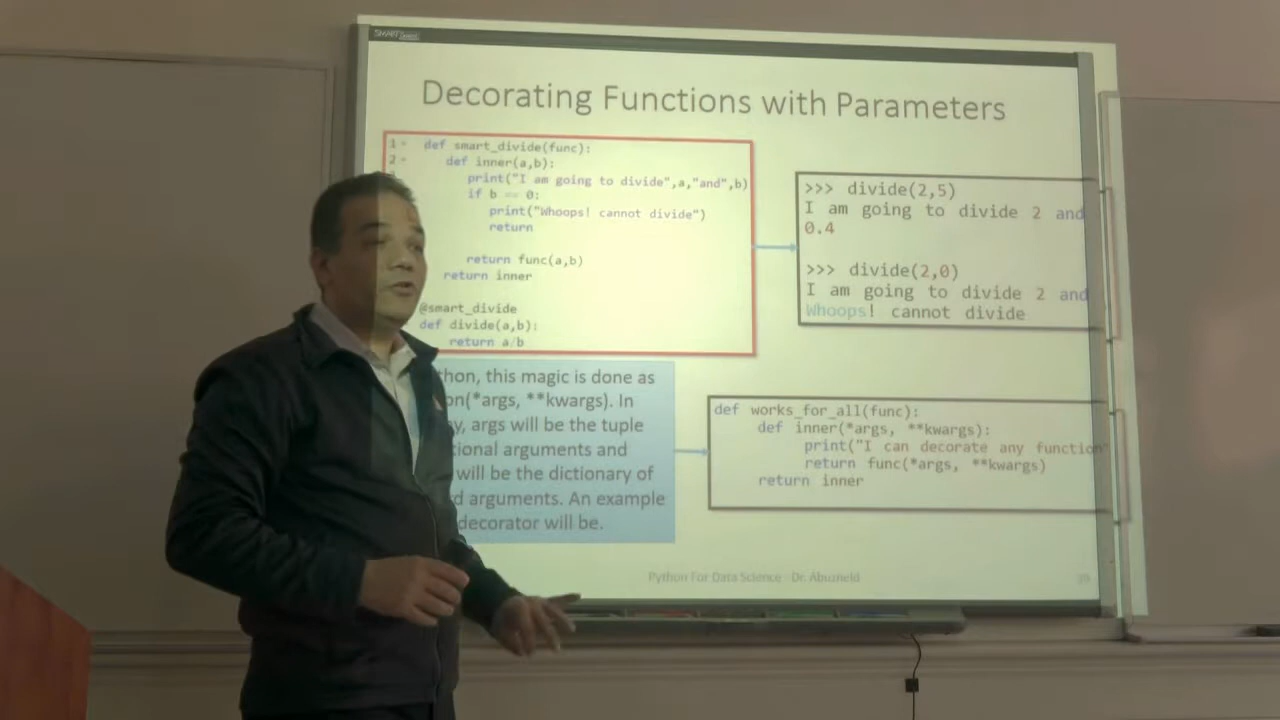 SMART
Decorating Functions with Parameters
1 def smart_divide(func):
2 def inner(a,b):
print("I am going to divide",a,"and",b)
if b == 0:
print("Whoops! cannot divide")
return
return func(a,b)
return inner
@smart_divide
def divide(a,b):
return a/b
>>> divide(2,5)
I am going to divide 2 and
0.4
>>> divide(2,0)
I am going to divide 2 and
Whoops! cannot divide
thon, this magic is done as
on(*args, **kwargs). In
y, args will be the tuple
tional arguments and
will be the dictionary of
d arguments. An example
decorator will be.
def works_for_all(func):
def inner(*args, **kwargs):
print("I can decorate any function"
return func(*args, **kwargs)
return inner
Python For Data Science - Dr. Abuzneid
39